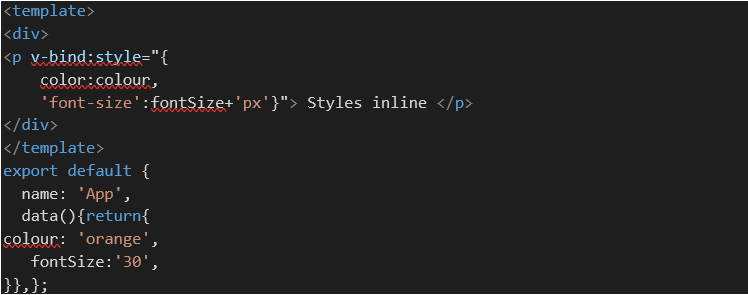 <template>
<div>
<p v-bind:style="{
color:colour,
'font-size':fontSize+'px'}"> Styles inline </p>
</div>
</template>
export default {
name: 'App',
data(){return{
colour: 'orange',
fontSize:'30',
}},};